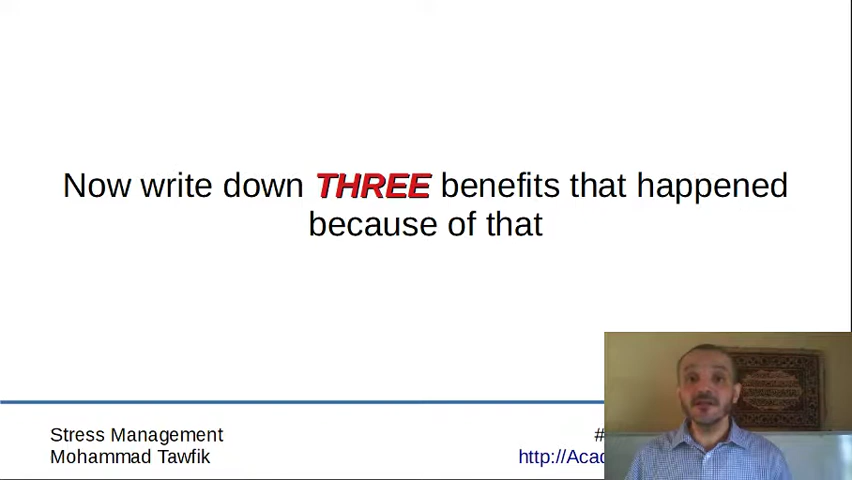 Now write down THREE benefits that happened
because of that
Stress Management
#
Mohammad Tawfik
http://Acad